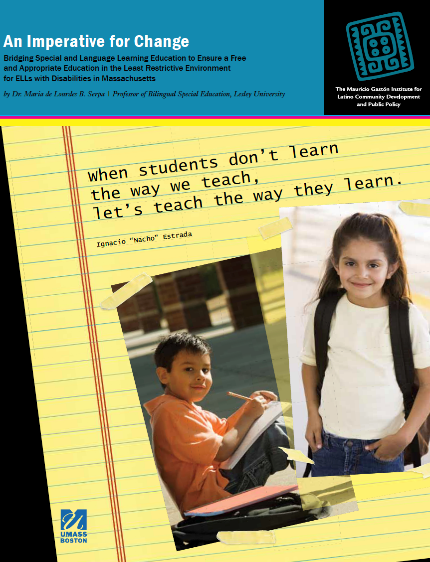 An Imperative for Change
Bridging Special and Language Learning Education to Ensure a Free
and Appropriate Education in the Least Restrictive Environment
for ELLs with Disabilities in Massachusetts
by Dr. Maria de Lourdes B. Serpa | Professor of Bilingual Special Education, Lesley University
The Mauricio Gastón Institute for
Latino Community Development
and Public Policy
When students don't learn
the way we teach,
let's teach the way they learn.
Ignacio "Nacho" Estrada
UMASS
BOSTON